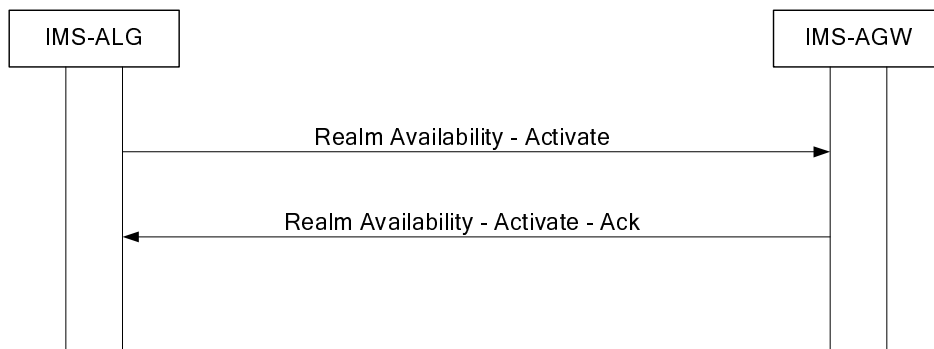 IMS-ALG
IMS-AGW
Realm Availability - Activate
Realm Availability - Activate - Ack